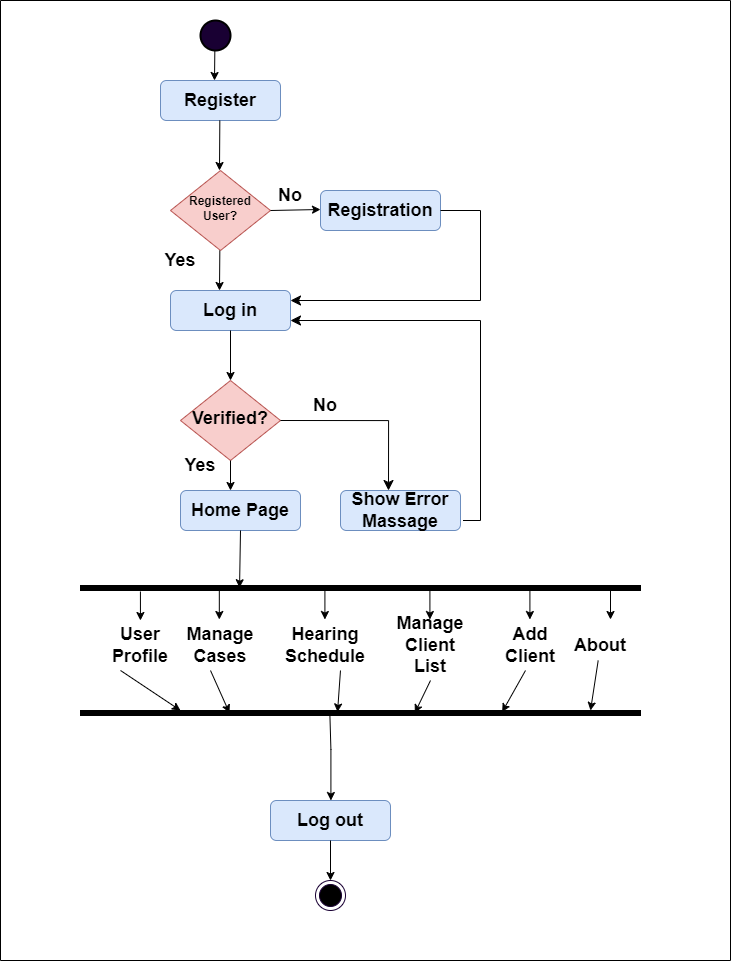 Register
Registered
User?
No
Registration
Yes
Log in
Verified?
No
Yes
Home Page
Show Error
Massage
User
Profile
Manage
Cases
Hearing
Schedule
Manage
Client
List
Add
Client
About
Log out